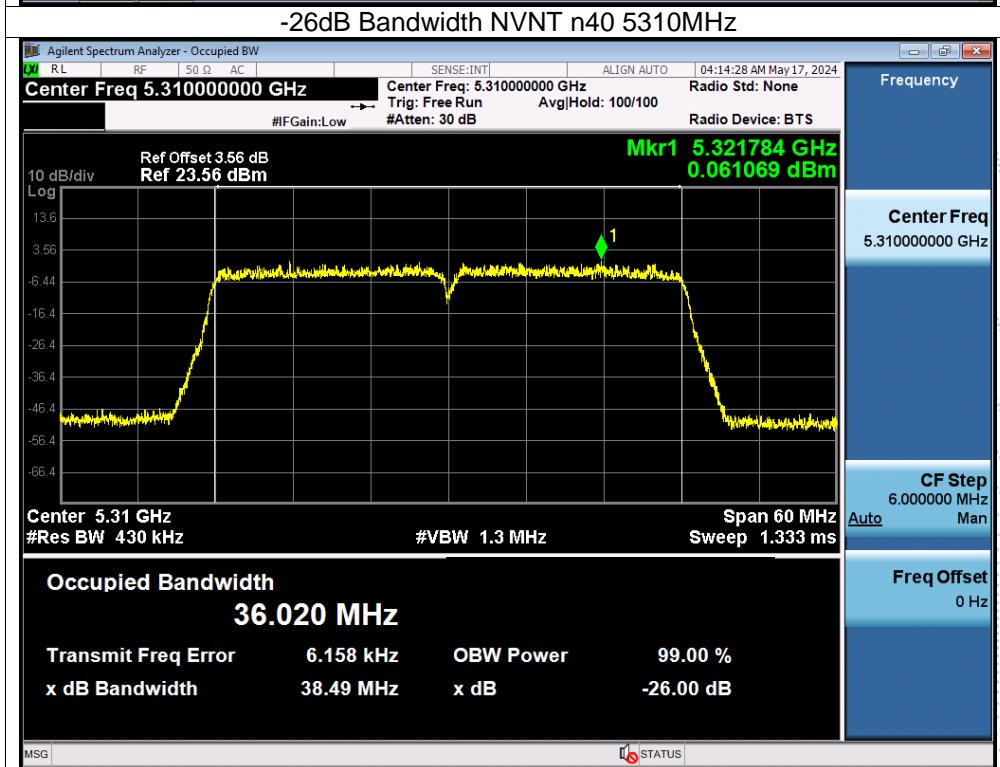 -26dB Bandwidth NVNT n40 5310MHz
Agilent Spectrum Analyzer - Occupied BW
LXI RL RF 50 Ω AC SENSE:INT ALIGN AUTO 04:14:28 AM May 17, 2024
Center Freq 5.310000000 GHz
Center Freq: 5.310000000 GHz Radio Std: None
Trig: Free Run Avg|Hold: 100/100
#IFGain:Low #Atten: 30 dB Radio Device: BTS
Frequency
Mkr1 5.321784 GHz
0.061069 dBm
Ref Offset 3.56 dB
10 dB/div Ref 23.56 dBm
Log
13.6
3.56
-6.44
-16.4
-26.4
-36.4
-46.4
-56.4
-66.4
1
Center 5.31 GHz Span 60 MHz
#Res BW 430 kHz #VBW 1.3 MHz Sweep 1.333 ms
Center Freq
5.310000000 GHz
CF Step
6.000000 MHz
Auto Man
Freq Offset
0 Hz
Occupied Bandwidth
36.020 MHz
Transmit Freq Error 6.158 kHz OBW Power 99.00 %
x dB Bandwidth 38.49 MHz x dB -26.00 dB
MSG STATUS